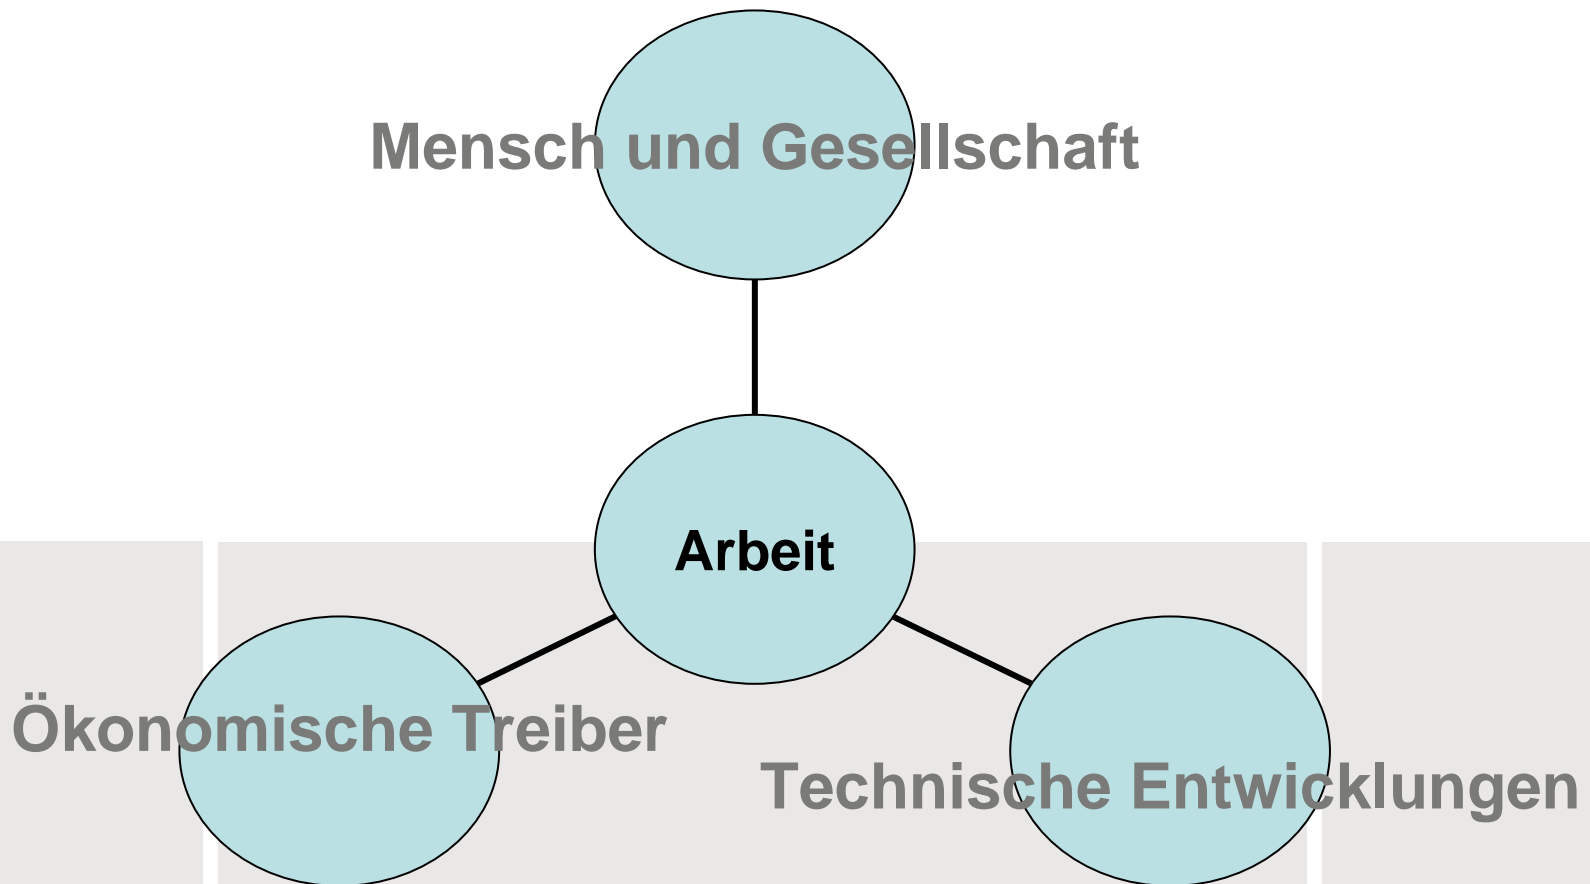 Mensch und Gesellschaft
Arbeit
Ökonomische Treiber
Technische Entwicklungen